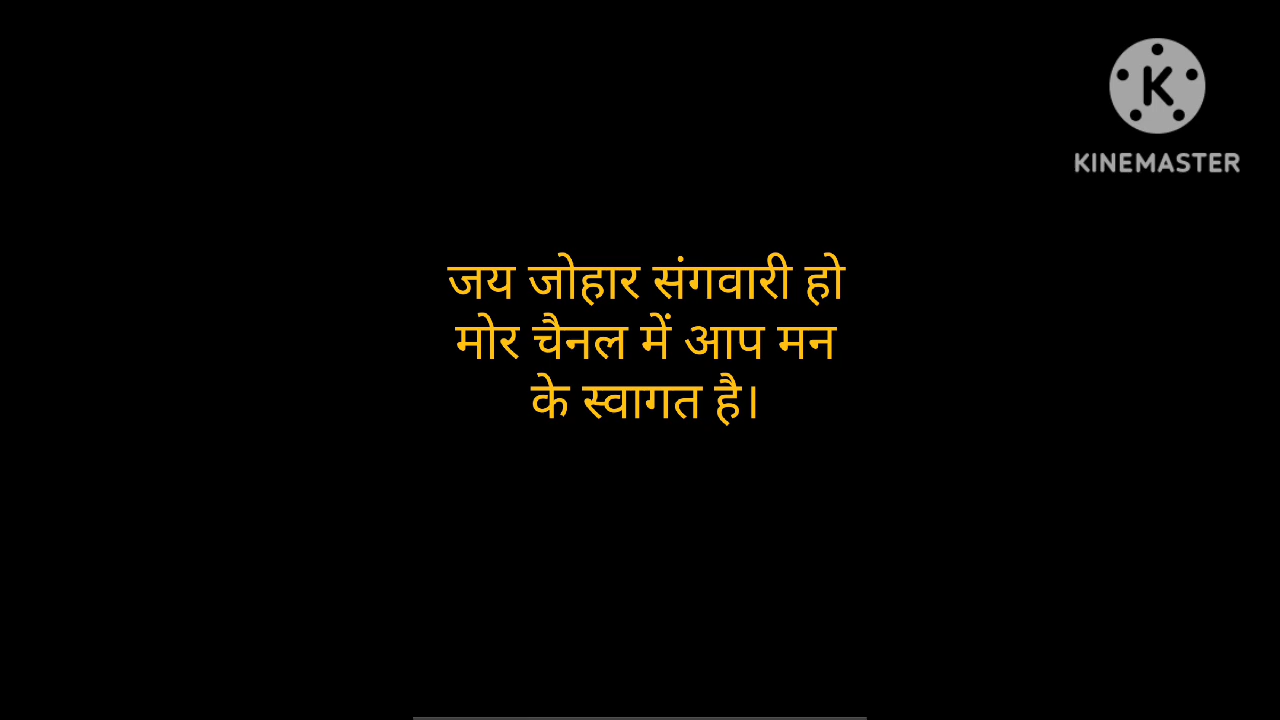 KINEMASTER
जय जोहार संगवारी हो
मोर चैनल में आप मन
के स्वागत है।